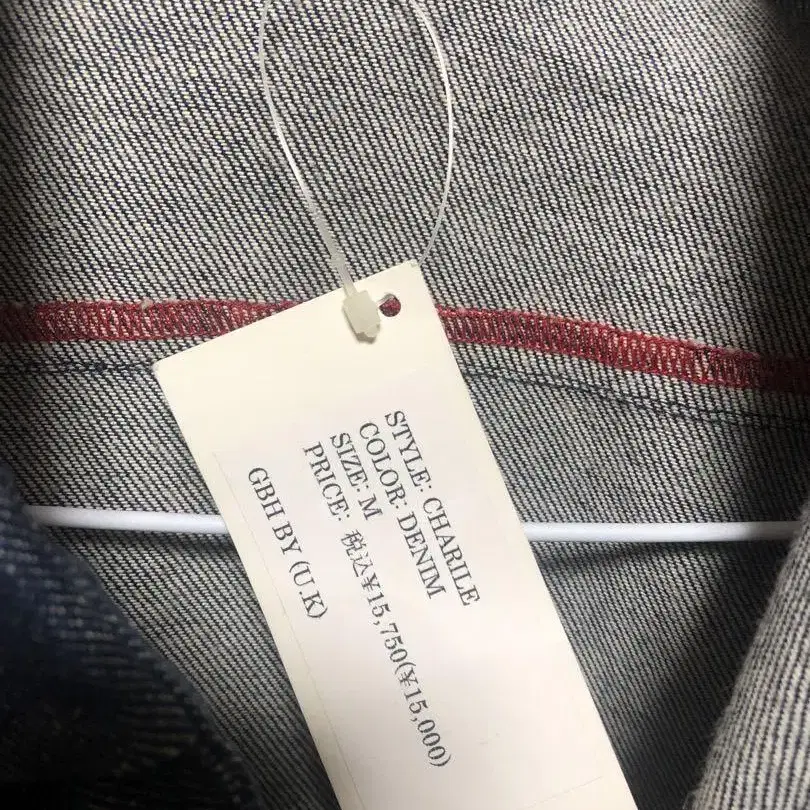 STYLE: CHARILE
COLOR: DENIM
SIZE: M
PRICE: 税込¥15,750(¥15,000)
GBH BY (U.K)